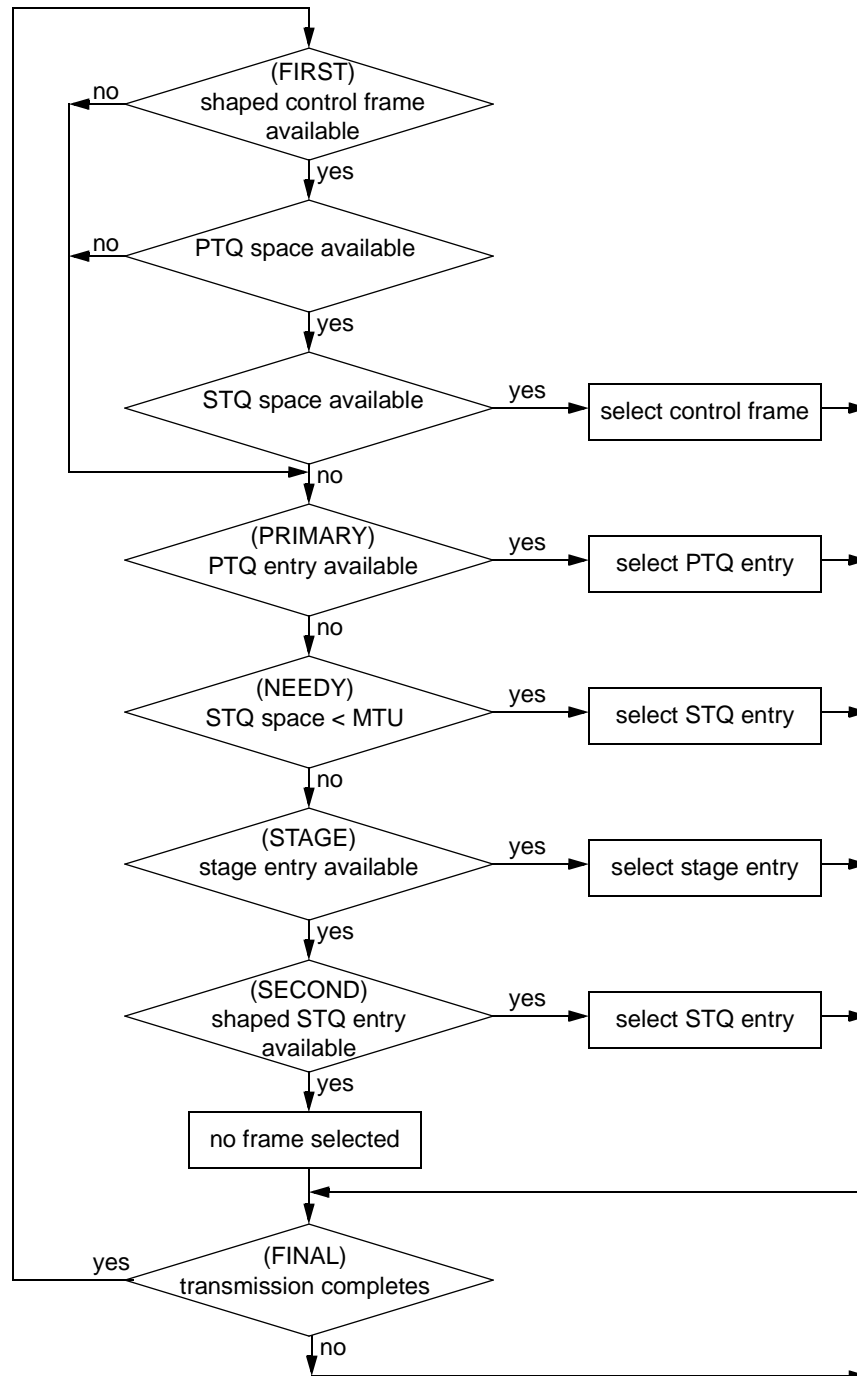 (FIRST)
shaped control frame
available
no
yes
PTQ space available
no
yes
STQ space available
yes
select control frame
no
(PRIMARY)
PTQ entry available
yes
select PTQ entry
no
(NEEDY)
STQ space < MTU
yes
select STQ entry
no
(STAGE)
stage entry available
yes
select stage entry
yes
(SECOND)
shaped STQ entry
available
yes
select STQ entry
yes
no frame selected
(FINAL)
transmission completes
yes
no